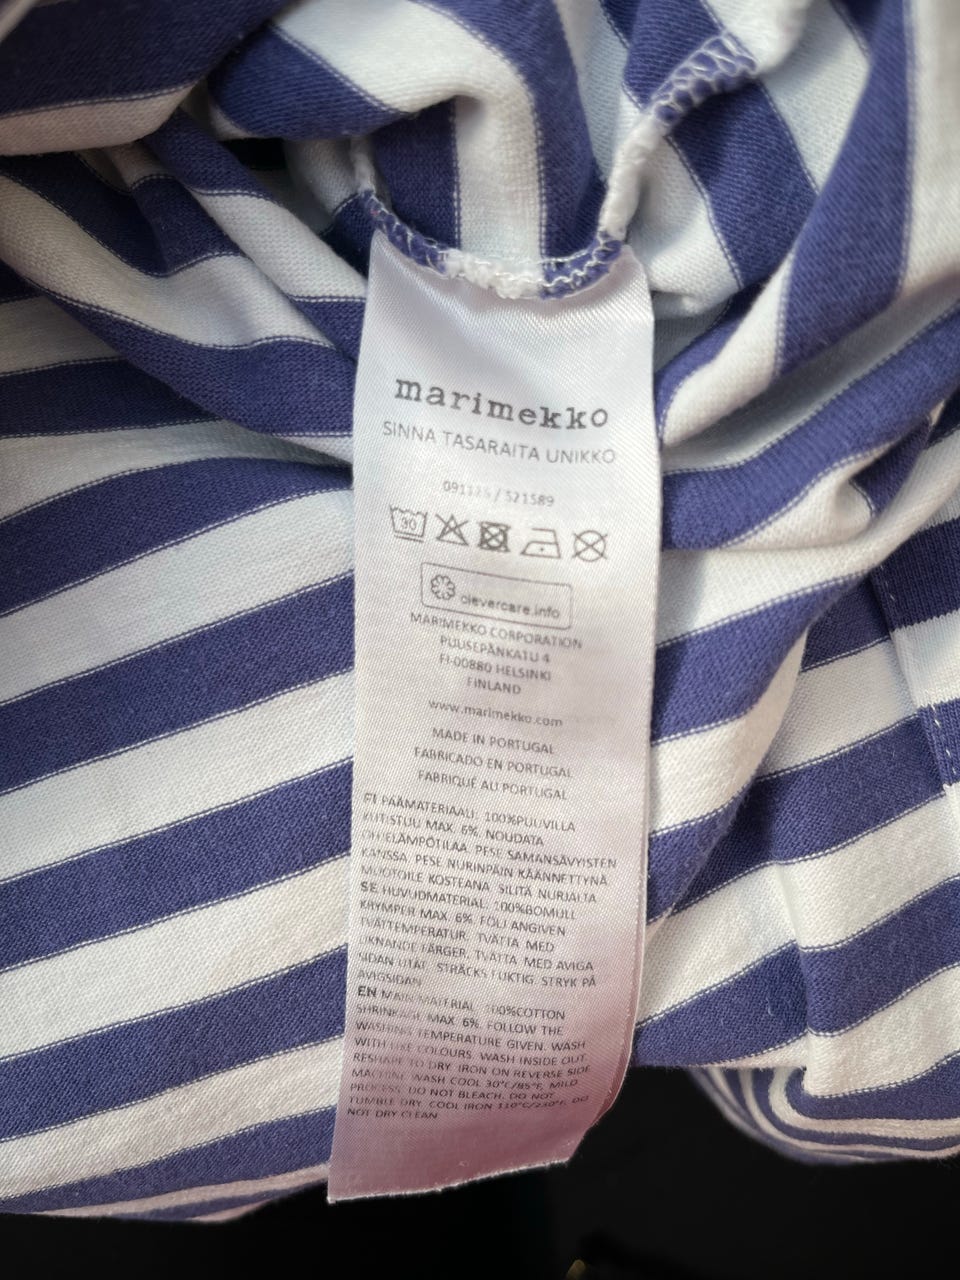 marimekko
SINNA TASARAITA UNIKKO
/ 521589
30
clevercare.info
MARIMEKKO CORPORATION
PUUSEPÄNKATU 4
FI-00880 HELSINKI
FINLAND
www.marimekko.com
MADE IN PORTUGAL
FABRICADO EN PORTUGAL
FABRIQUÉ AU PORTUGAL
FI PÄÄMATERIAALI: 100%PUUVILLA
KUTISTUU MAX. 6%. NOUDATA
OHJELÄMPÖTILAA. PESE SAMANSÄVYISTEN
KANSSA. PESE NURINPÄIN KÄÄNNETTYNÄ.
MUOTOILE KOSTEANA. SILITÄ NURJALTA.
SE HUVUDMATERIAL: 100%BOMULL
KRYMPER MAX. 6%. FÖLJ ANGIVEN
TVÄTTEMPERATUR. TVÄTTA MED
LIKNANDE FÄRGER. TVÄTTA MED AVIGA
SIDAN UTÅT. STRÄCKS FUKTIG. STRYK PÅ
AVIGSIDAN.
EN MAIN MATERIAL: 100%COTTON
SHRINKAGE MAX. 6%. FOLLOW THE
WASHING TEMPERATURE GIVEN. WASH
WITH LIKE COLOURS. WASH INSIDE OUT.
RESHAPE TO DRY. IRON ON REVERSE SIDE
MACHINE WASH COOL 30°C/85°F, MILD
PROCESS. DO NOT BLEACH. DO NOT
TUMBLE DRY. COOL IRON 110°C/230°F. DO
NOT DRY CLEAN